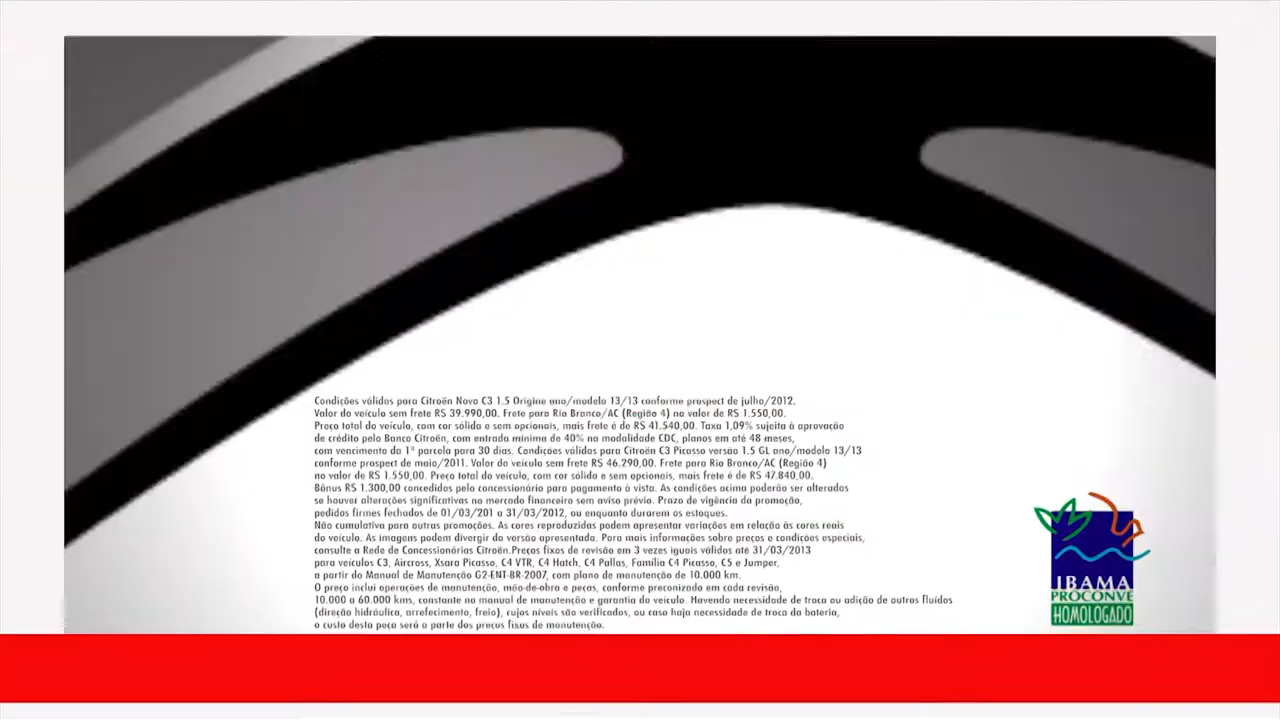 Condições válidas para Citroën Novo C3 1.5 Origine ano/modelo 13/13 conforme prospect de julho/2012.
Valor do veículo sem frete R$ 39.990,00. Frete para Rio Branco/AC (Região 4) no valor de R$ 1.550,00.
Preço total do veículo, com cor sólida e sem opcionais, mais frete é de R$ 41.540,00. Taxa 1,09% sujeita à aprovação
de crédito pelo Banco Citroën, com entrada mínima de 40% na modalidade CDC, planos em até 48 meses,
com vencimento da 1ª parcela para 30 dias. Condições válidas para Citroën C3 Picasso versão 1.5 GL ano/modelo 13/13
conforme prospect de maio/2011. Valor do veículo sem frete R$ 46.290,00. Frete para Rio Branco/AC (Região 4)
no valor de R$ 1.550,00. Preço total do veículo, com cor sólida e sem opcionais, mais frete é de R$ 47.840,00.
Bônus R$ 1.300,00 concedidos pelo concessionário para pagamento à vista. As condições acima poderão ser alteradas
se houver alterações significativas no mercado financeiro sem aviso prévio. Prazo de vigência da promoção,
pedidos firmes fechados de 01/03/201 a 31/03/2012, ou enquanto durarem os estoques.
Não cumulativa para outras promoções. As cores reproduzidas podem apresentar variações em relação às cores reais
do veículo. As imagens podem divergir da versão apresentada. Para mais informações sobre preços e condições especiais,
consulte a Rede de Concessionárias Citroën.Preços fixos de revisão em 3 vezes iguais válidos até 31/03/2013
para veículos C3, Aircross, Xsara Picasso, C4 VTR, C4 Hatch, C4 Pallas, Família C4 Picasso, C5 e Jumper,
a partir do Manual de Manutenção G2-ENT-BR-2007, com plano de manutenção de 10.000 km.
O preço inclui operações de manutenção, mão-de-obra e peças, conforme preconizado em cada revisão,
10.000 a 60.000 kms, constante no manual de manutenção e garantia do veículo. Havendo necessidade de troca ou adição de outros fluídos
(direção hidráulica, arrefecimento, freio), cujos níveis são verificados, ou caso haja necessidade de troca da bateria,
o custo desta peça será a parte dos preços fixos de manutenção.
IBAMA
PROCONVE
HOMOLOGADO